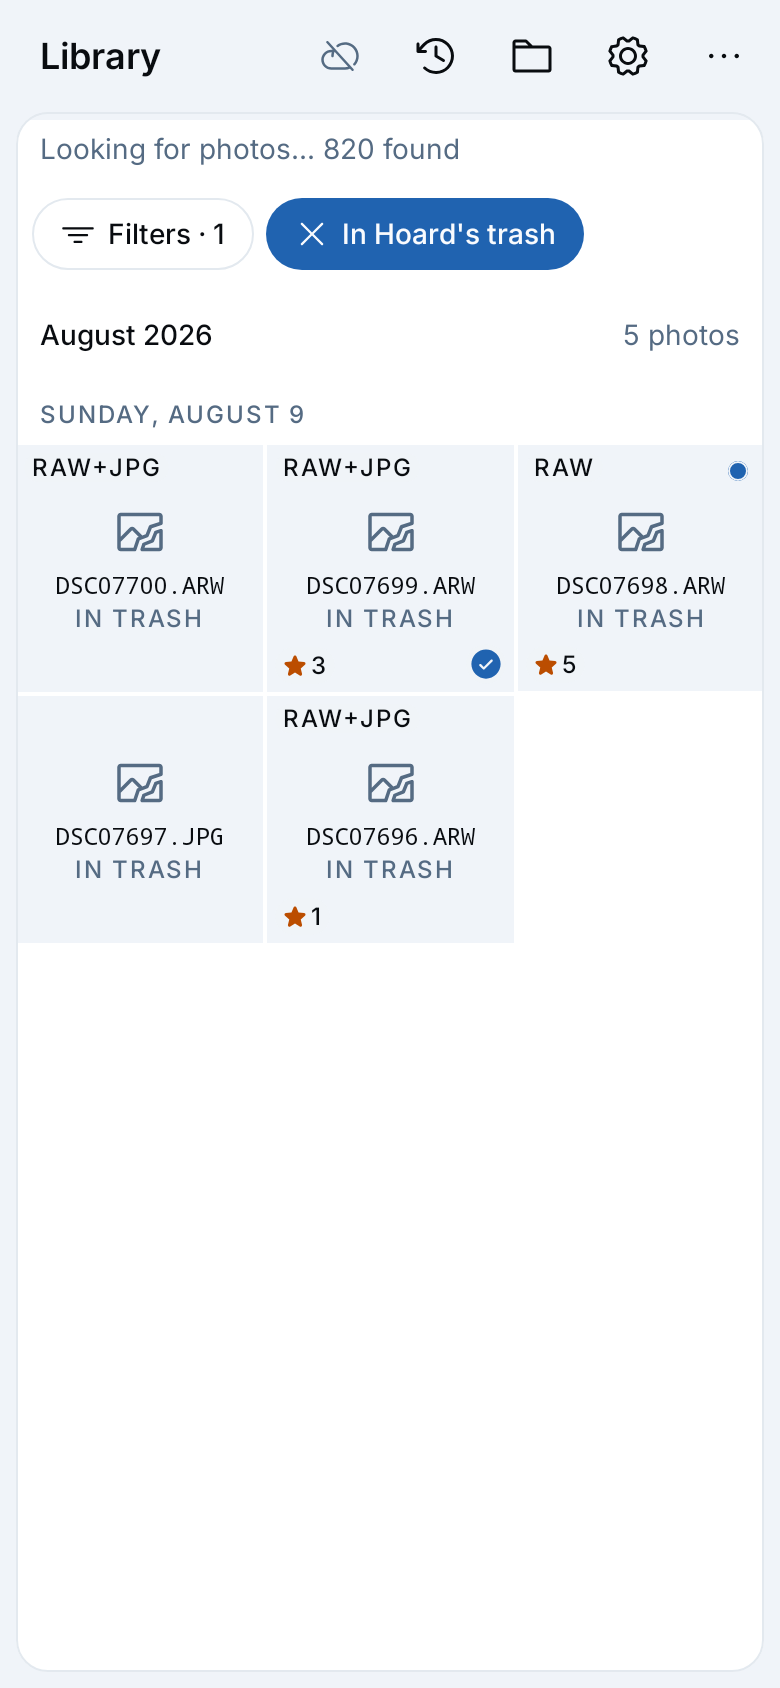 Library
Looking for photos... 820 found
Filters · 1
In Hoard's trash
August 2026
5 photos
SUNDAY, AUGUST 9
RAW+JPG
DSC07700.ARW
IN TRASH
RAW+JPG
DSC07699.ARW
IN TRASH
3
RAW
DSC07698.ARW
IN TRASH
5
DSC07697.JPG
IN TRASH
RAW+JPG
DSC07696.ARW
IN TRASH
1